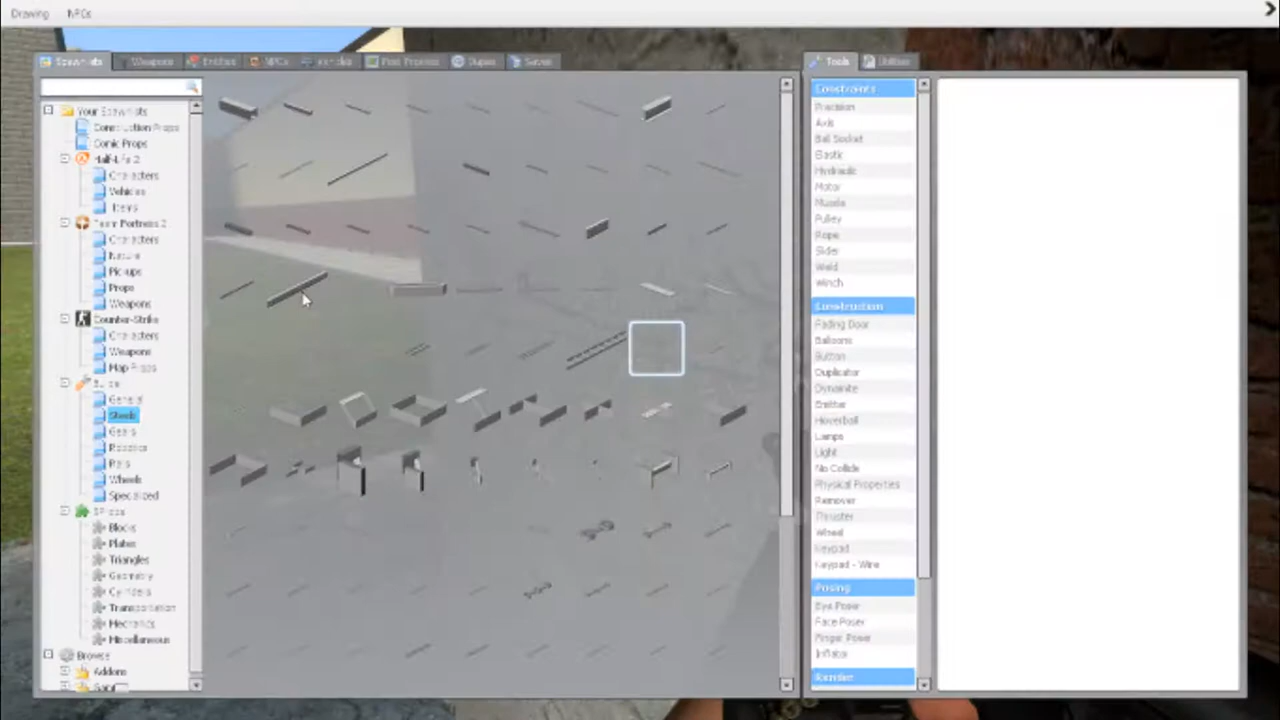 Drawing NPCs
Spawnlists Weapons Entities NPCs Vehicles Post Process Dupes Saves
Tools Utilities
Your Spawnlists
Construction Props
Comic Props
Half-Life 2
Characters
Vehicles
Items
Team Fortress 2
Characters
Nature
Pickups
Props
Weapons
Counter-Strike
Characters
Weapons
Map Props
General
Steels
Gears
Robotics
Rails
Wheels
Specialized
SProps
Blocks
Plates
Triangles
Geometry
Cylinders
Transportation
Mechanics
Miscellaneous
Browse
Addons
Constraints
Precision
Axis
Ball Socket
Elastic
Hydraulic
Motor
Muscle
Pulley
Rope
Slider
Weld
Winch
Construction
Fading Door
Balloons
Button
Duplicator
Dynamite
Emitter
Hoverball
Lamps
Light
No Collide
Physical Properties
Remover
Thruster
Wheel
Keypad
Keypad - Wire
Posing
Eye Poser
Face Poser
Finger Poser
Inflator
Render